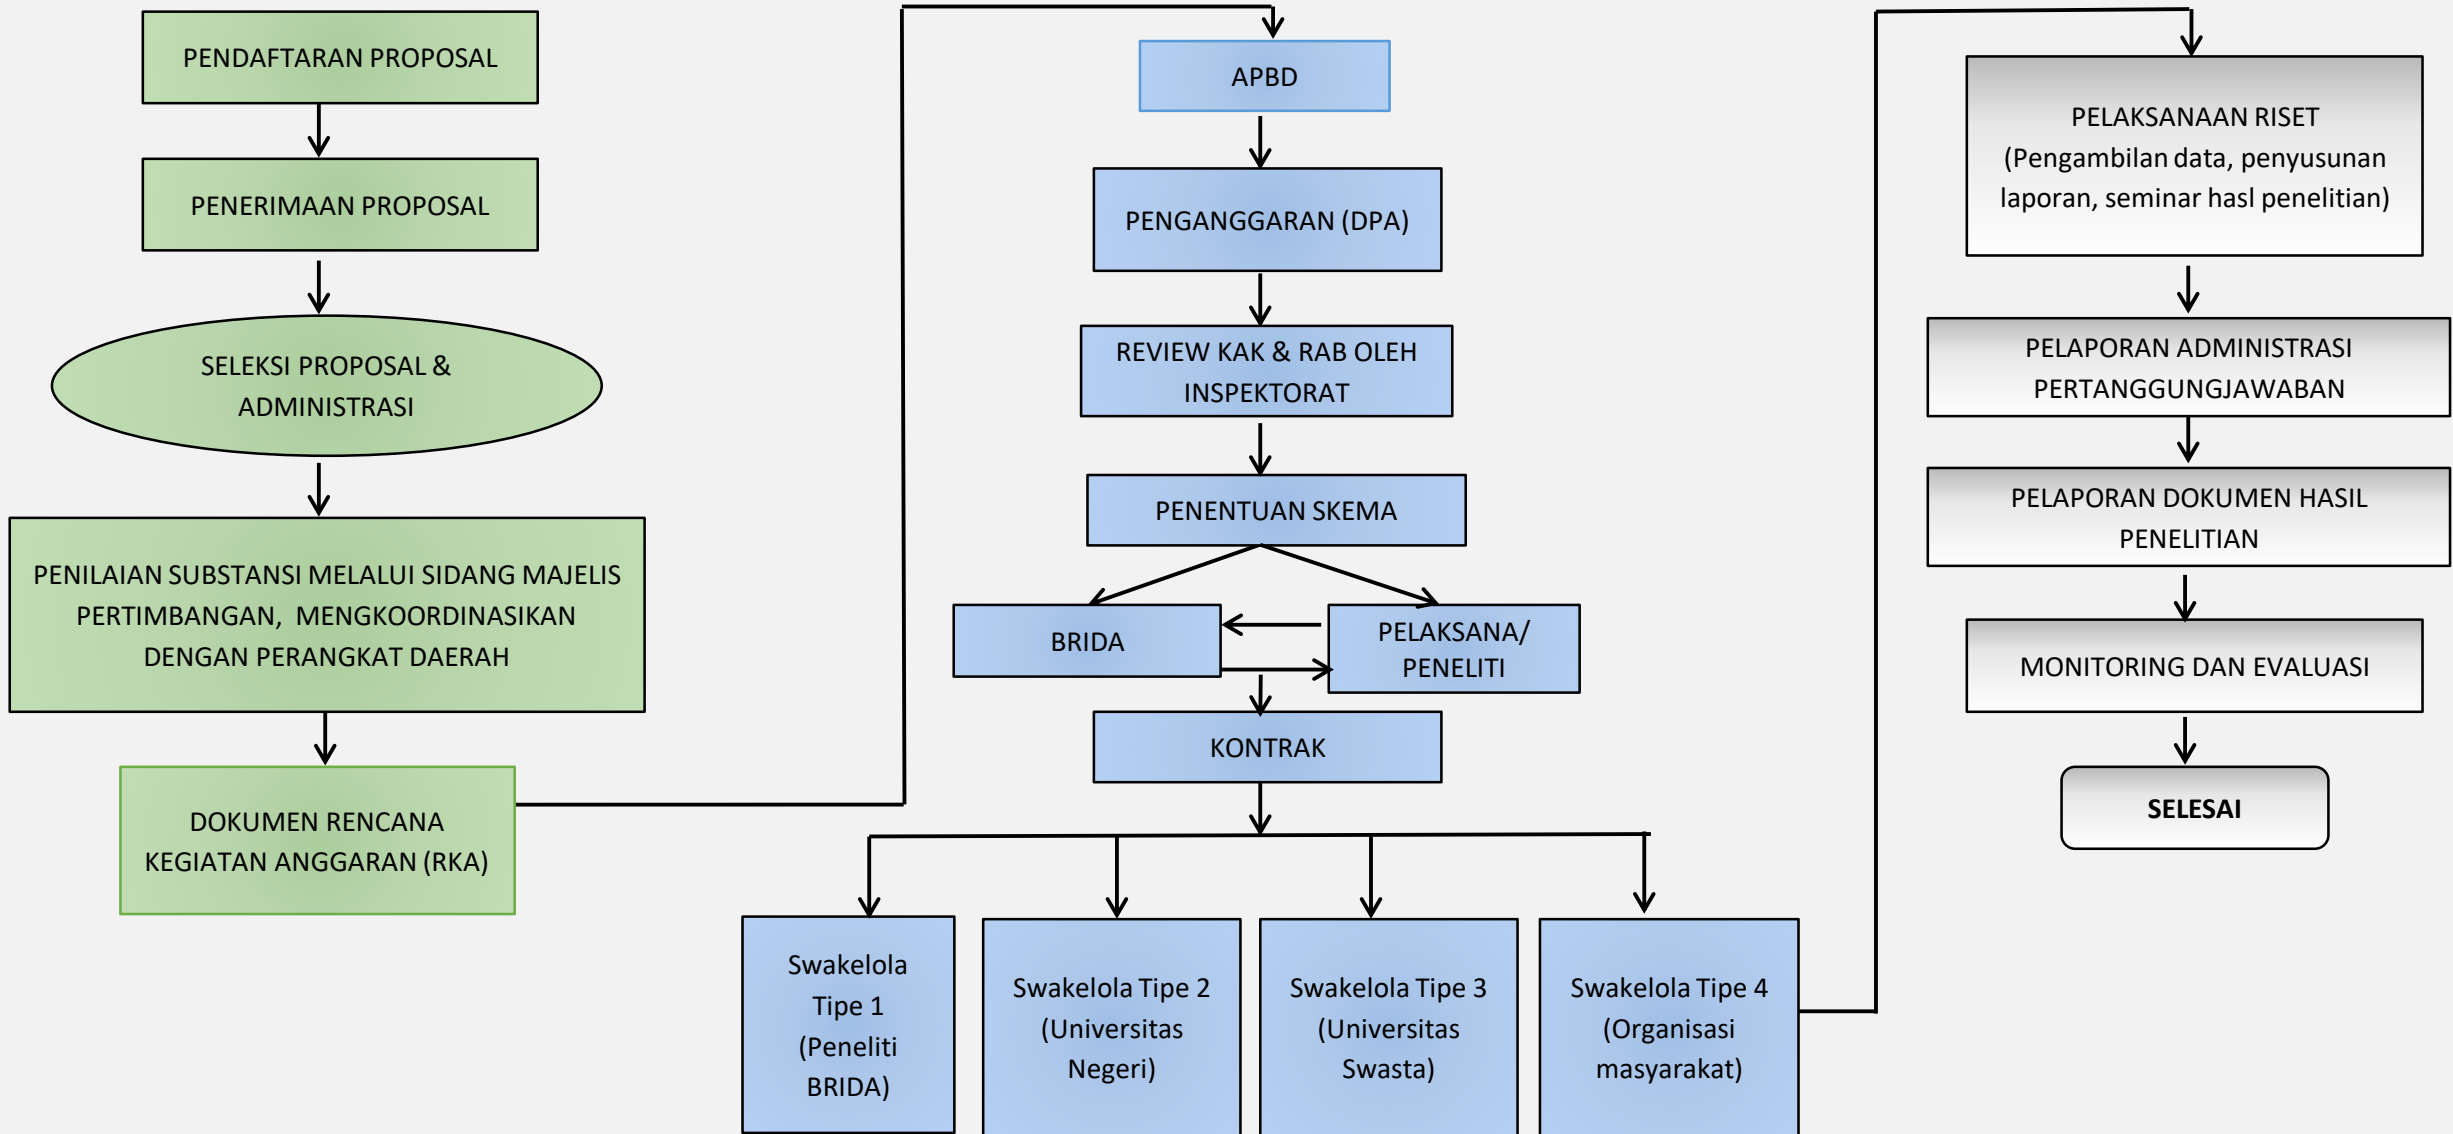 PENDAFTARAN PROPOSAL
PENERIMAAN PROPOSAL
SELEKSI PROPOSAL &
ADMINISTRASI
PENILAIAN SUBSTANSI MELALUI SIDANG MAJELIS
PERTIMBANGAN, MENGKOORDINASIKAN
DENGAN PERANGKAT DAERAH
DOKUMEN RENCANA
KEGIATAN ANGGARAN (RKA)
APBD
PENGANGGARAN (DPA)
REVIEW KAK & RAB OLEH
INSPEKTORAT
PENENTUAN SKEMA
BRIDA
PELAKSANA/
PENELITI
KONTRAK
Swakelola
Tipe 1
(Peneliti
BRIDA)
Swakelola Tipe 2
(Universitas
Negeri)
Swakelola Tipe 3
(Universitas
Swasta)
Swakelola Tipe 4
(Organisasi
masyarakat)
PELAKSANAAN RISET
(Pengambilan data, penyusunan
laporan, seminar hasl penelitian)
PELAPORAN ADMINISTRASI
PERTANGGUNGJAWABAN
PELAPORAN DOKUMEN HASIL
PENELITIAN
MONITORING DAN EVALUASI
SELESAI